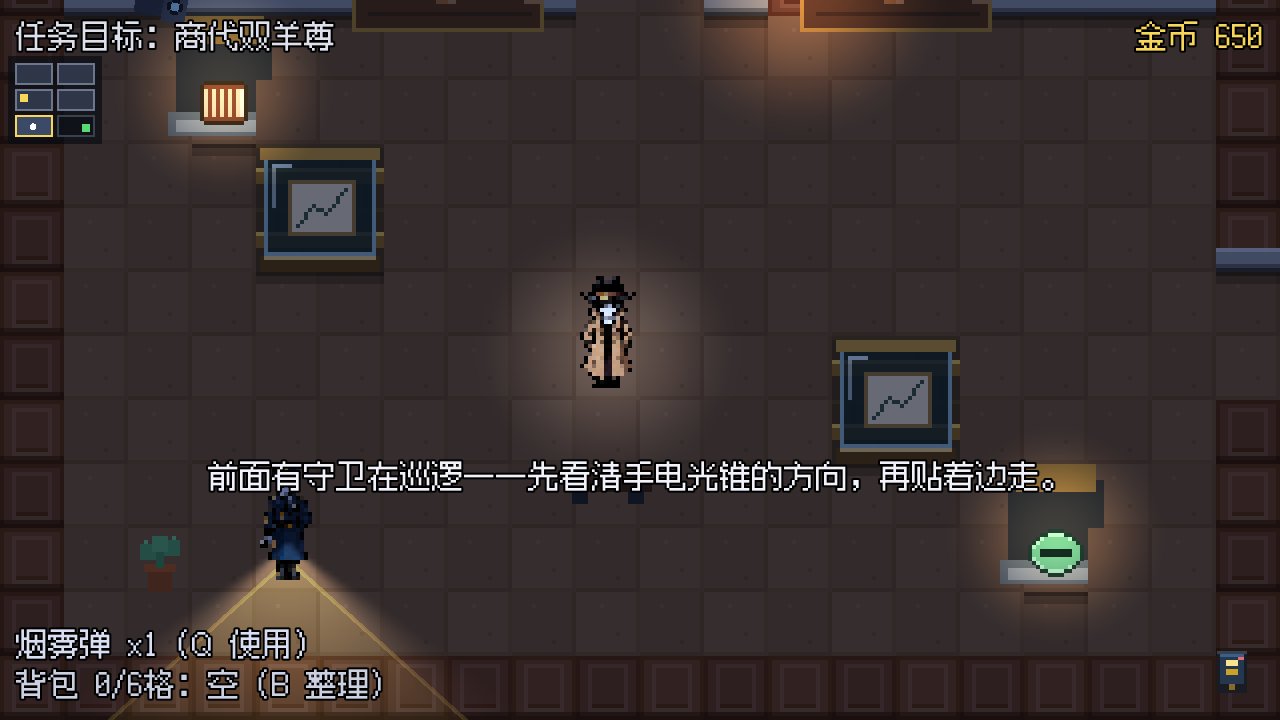 任务目标：商代双羊尊
金币 650
前面有守卫在巡逻——先看清手电光锥的方向，再贴着边走。
烟雾弹 x1（Q 使用）
背包 0/6格：空（B 整理）